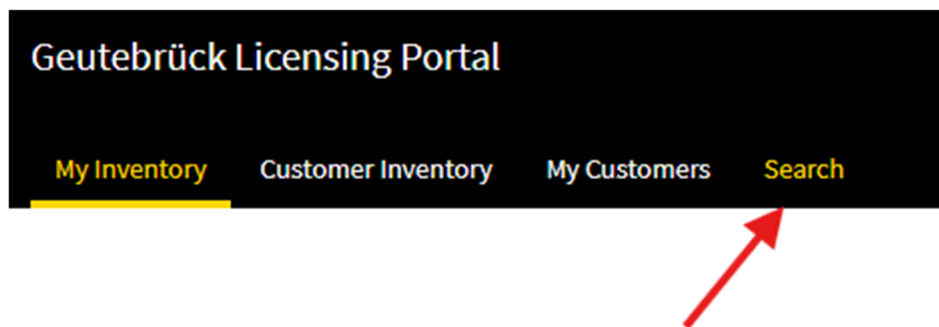 Geutebrück Licensing Portal
My Inventory Customer Inventory My Customers Search